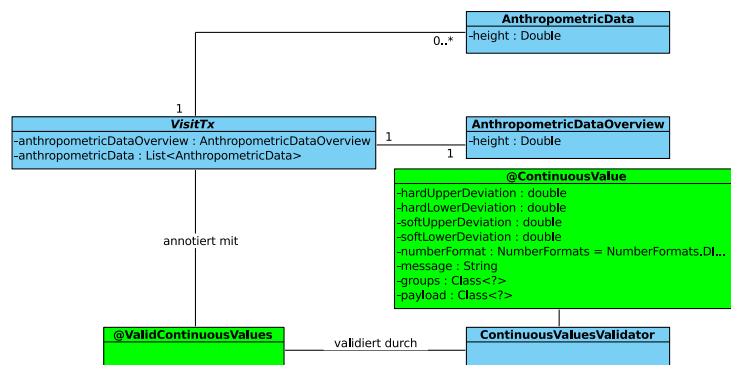 AnthropometricData
-height : Double
0..*
1
VisitTx
-anthropometricDataOverview : AnthropometricDataOverview
-anthropometricData : List<AnthropometricData>
1
1
AnthropometricDataOverview
-height : Double
@ContinuousValue
-hardUpperDeviation : double
-hardLowerDeviation : double
-softUpperDeviation : double
-softLowerDeviation : double
-numberFormat : NumberFormats = NumberFormats.DI...
-message : String
-groups : Class<?>
-payload : Class<?>
annotiert mit
@ValidContinuousValues
validiert durch
ContinuousValuesValidator